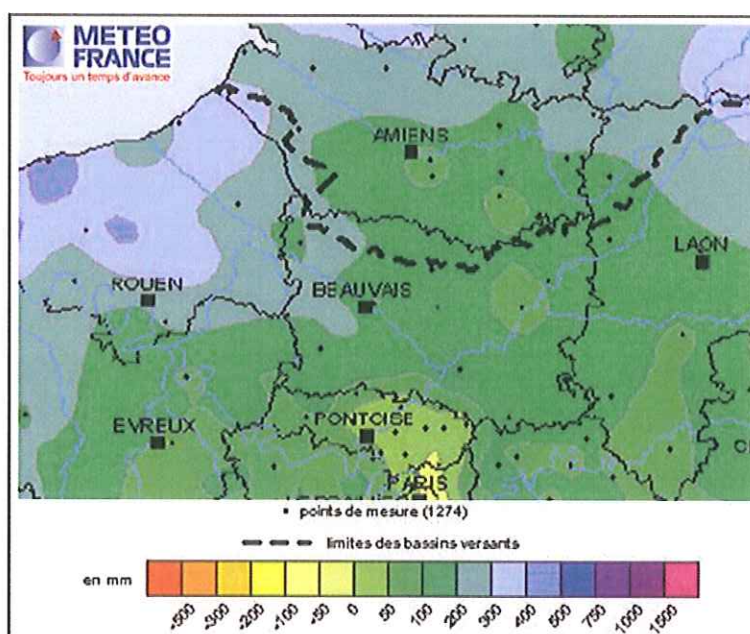 METEO
FRANCE
Toujours un temps d'avance
AMIENS
LAON
ROUEN
BEAUVAIS
EVREUX
PONTOISE
PARIS
points de mesure (1274)
limites des bassins versants
en mm
-500 -300 -200 -100 -50 0 50 100 200 300 400 500 750 1000 1500